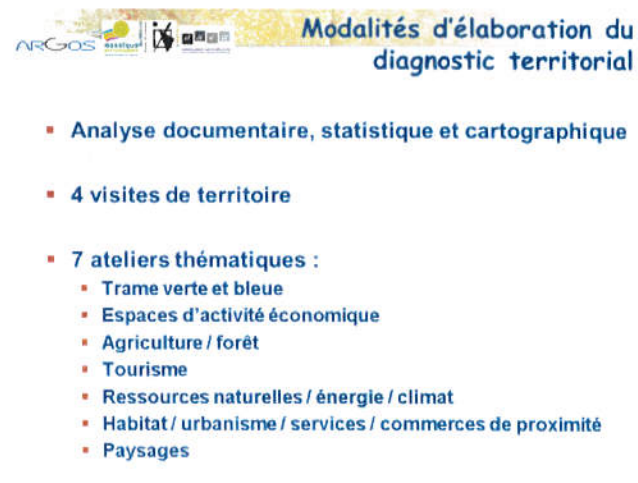 ARGOS
Modalités d'élaboration du
diagnostic territorial
Analyse documentaire, statistique et cartographique
4 visites de territoire
7 ateliers thématiques :
Trame verte et bleue
Espaces d'activité économique
Agriculture / forêt
Tourisme
Ressources naturelles / énergie / climat
Habitat / urbanisme / services / commerces de proximité
Paysages